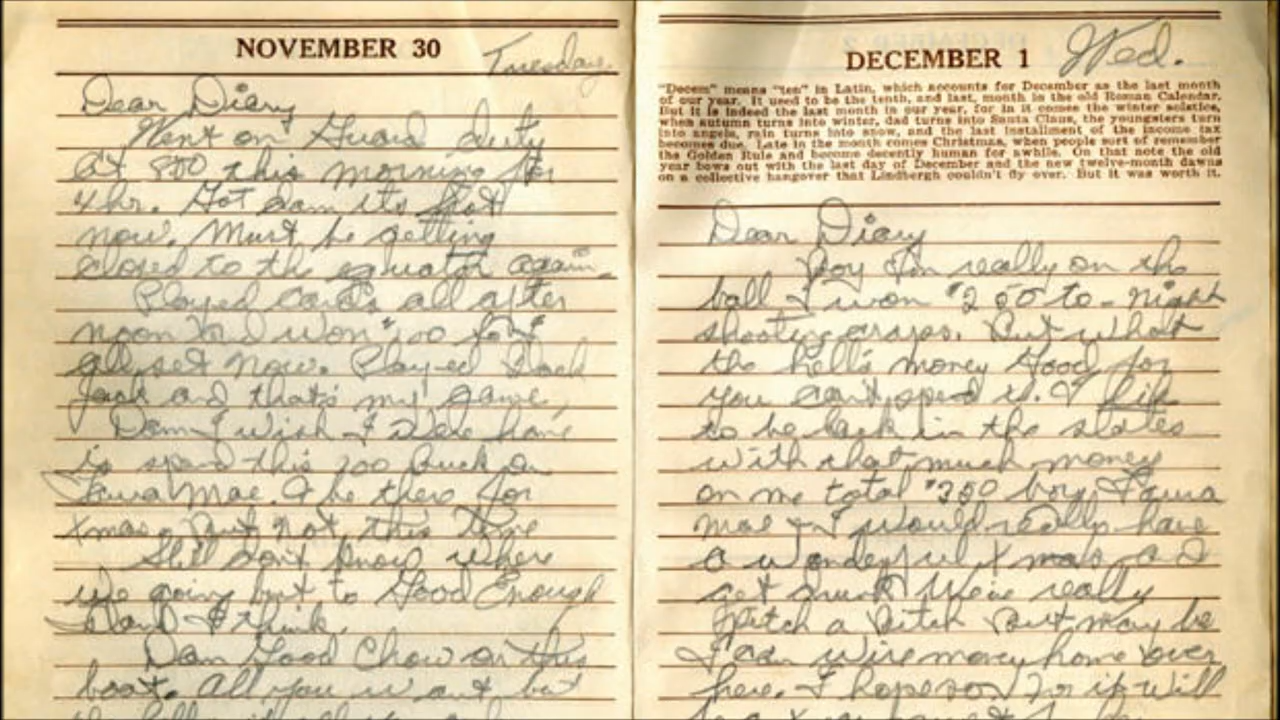 NOVEMBER 30 Tuesday
Dear Diary
Went on Guard duty
at 800 this morning for
4 hr. Got Dam its Hot
now. Must be getting
closed to the equator again.
Played cards all after
noon and won $100
all set now. Played Black
Jack and that's my game,
Damn I wish I were home
to spend this 100 Buck on
Laura Mae. be there for
Xmas. But not this time
Still don't know where
we going but to Good Enough
Island I think.
Dam Good Chow on this
boat. All you want but
DECEMBER 1 Wed.
"Decem" means "ten" in Latin, which accounts for December as the last month
of our year. It used to be the tenth, and last, month in the old Roman Calendar.
But it is indeed the last month in our year, for in it comes the winter solstice,
when autumn turns into winter, dad turns into Santa Claus, the youngsters turn
into angels, rain turns into snow, and the last installment of the income tax
becomes due. Late in the month comes Christmas, when people sort of remember
the Golden Rule and become decently human for awhile. On that note the old
year bows out with the last day of December and the new twelve-month dawns
on a collective hangover that Lindbergh couldn't fly over. But it was worth it.
Dear Diary
Boy I'm really on the
ball I won $250 to-night
shooting craps. But what
the hell's money Good for
you can't spend it. I'd like
to be back in the states
with that much money
on me total $350 boy, Laura
Mae & I would really have
a wonderful Xmas and
get drunk. We're really
Pitch a Bitch But may be
I can wire money home over
here. I hope so for it will